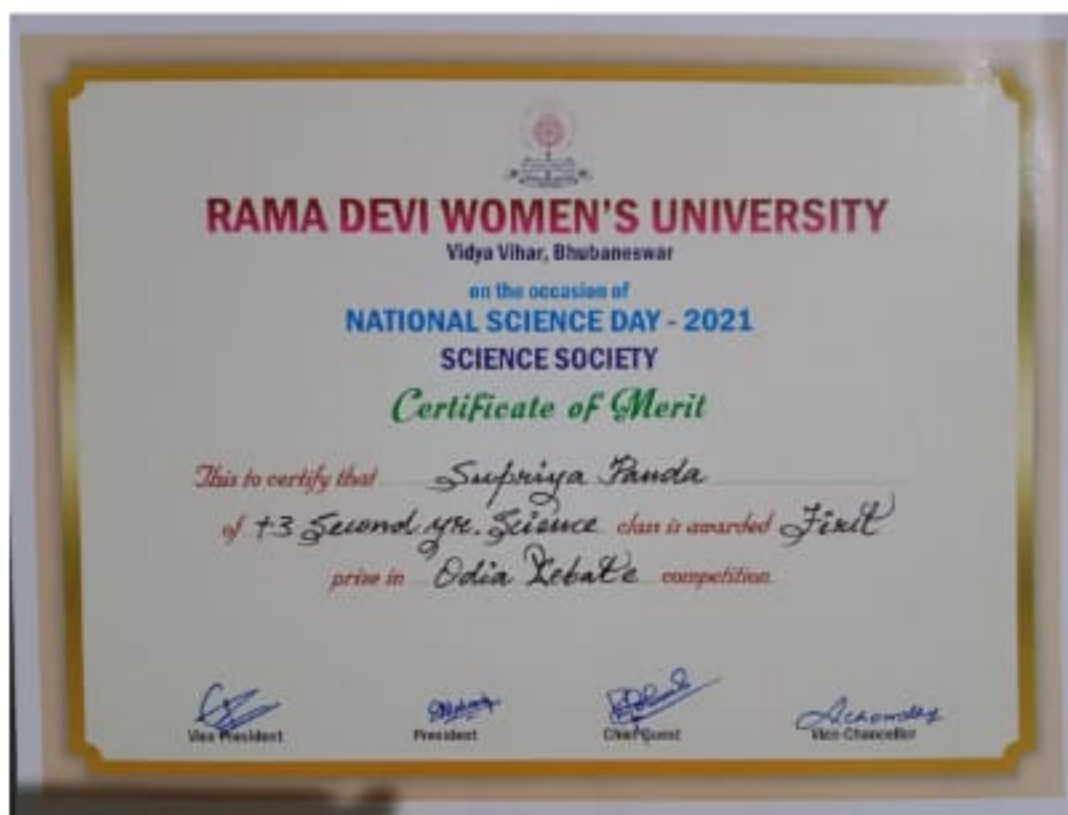 RAMA DEVI WOMEN'S UNIVERSITY
Vidya Vihar, Bhubaneswar
on the occasion of
NATIONAL SCIENCE DAY - 2021
SCIENCE SOCIETY
Certificate of Merit
This to certify that Supriya Panda
of +3 Second yr. Science class is awarded First
prize in Odia Debate competition
Vice President President Chief Guest Vice-Chancellor